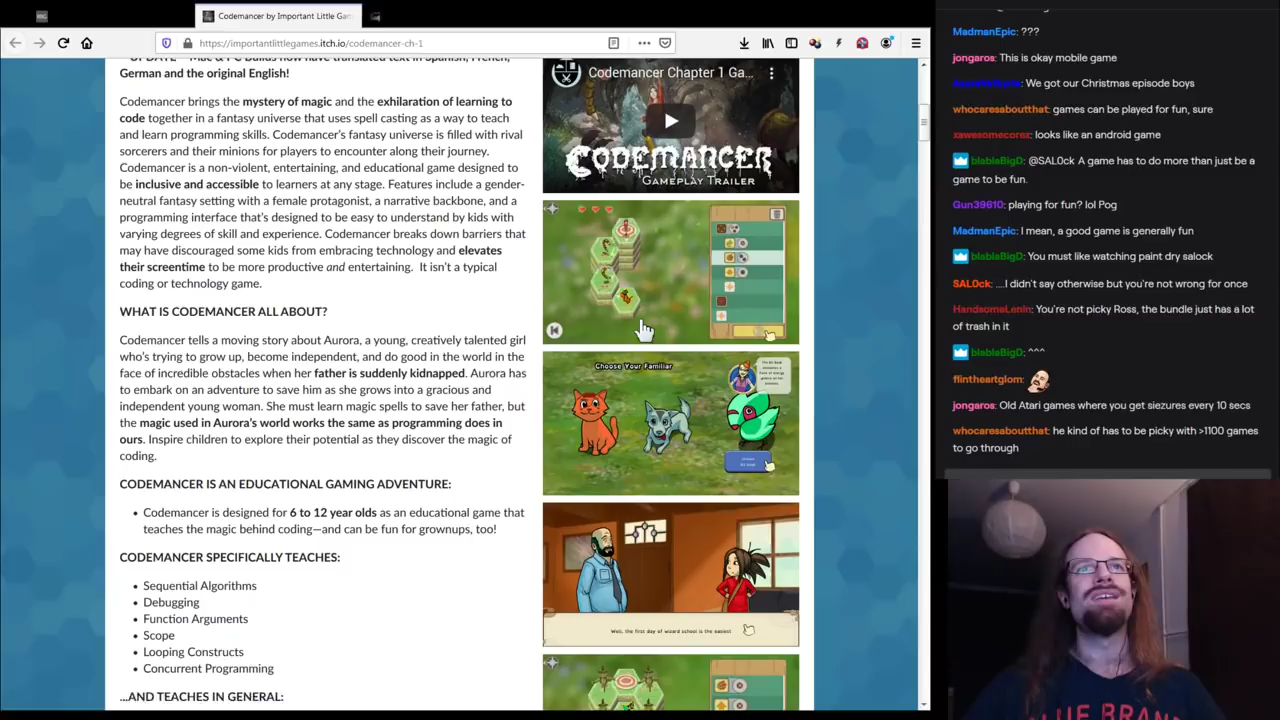 Codemancer by Important Little Gam
https://importantlittlegames.itch.io/codemancer-ch-1
UPDATE - Mac & PC Builds now have translated text in Spanish, French,
German and the original English!
Codemancer brings the mystery of magic and the exhilaration of learning to
code together in a fantasy universe that uses spell casting as a way to teach
and learn programming skills. Codemancer's fantasy universe is filled with rival
sorcerers and their minions for players to encounter along their journey.
Codemancer is a non-violent, entertaining, and educational game designed to
be inclusive and accessible to learners at any stage. Features include a gender-
neutral fantasy setting with a female protagonist, a narrative backbone, and a
programming interface that's designed to be easy to understand by kids with
varying degrees of skill and experience. Codemancer breaks down barriers that
may have discouraged some kids from embracing technology and elevates
their screentime to be more productive and entertaining. It isn't a typical
coding or technology game.
WHAT IS CODEMANCER ALL ABOUT?
Codemancer tells a moving story about Aurora, a young, creatively talented girl
who's trying to grow up, become independent, and do good in the world in the
face of incredible obstacles when her father is suddenly kidnapped. Aurora has
to embark on an adventure to save him as she grows into a gracious and
independent young woman. She must learn magic spells to save her father, but
the magic used in Aurora's world works the same as programming does in
ours. Inspire children to explore their potential as they discover the magic of
coding.
CODEMANCER IS AN EDUCATIONAL GAMING ADVENTURE:
• Codemancer is designed for 6 to 12 year olds as an educational game that
teaches the magic behind coding—and can be fun for grownups, too!
CODEMANCER SPECIFICALLY TEACHES:
• Sequential Algorithms
• Debugging
• Function Arguments
• Scope
• Looping Constructs
• Concurrent Programming
...AND TEACHES IN GENERAL:
Codemancer Chapter 1 Ga...
CODEMANCER
GAMEPLAY TRAILER
Choose Your Familiar
Well, the first day of wizard school is the easiest
MadmanEpic: ???
jongaros: This is okay mobile game
We got our Christmas episode boys
whocaresaboutthat: games can be played for fun, sure
looks like an android game
blablaBigD: @SAL0ck A game has to do more than just be a
game to be fun.
Gun39610: playing for fun? lol Pog
MadmanEpic: I mean, a good game is generally fun
blablaBigD: You must like watching paint dry salock
SAL0ck: ....I didn't say otherwise but you're not wrong for once
HandsomeLenin: You're not picky Ross, the bundle just has a lot
of trash in it
blablaBigD: ^^^
flintheartglom:
jongaros: Old Atari games where you get siezures every 10 secs
whocaresaboutthat: he kind of has to be picky with >1100 games
to go through